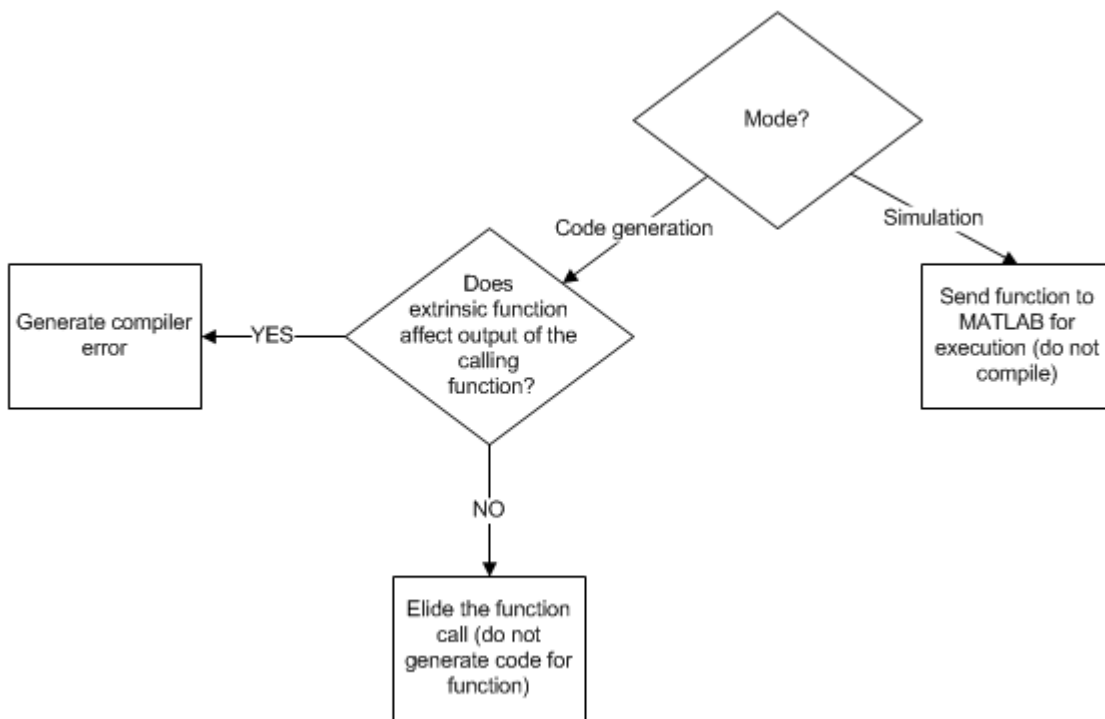 Mode?
Code generation
Simulation
Does
extrinsic function
affect output of the
calling
function?
YES
Generate compiler
error
Send function to
MATLAB for
execution (do not
compile)
NO
Elide the function
call (do not
generate code for
function)